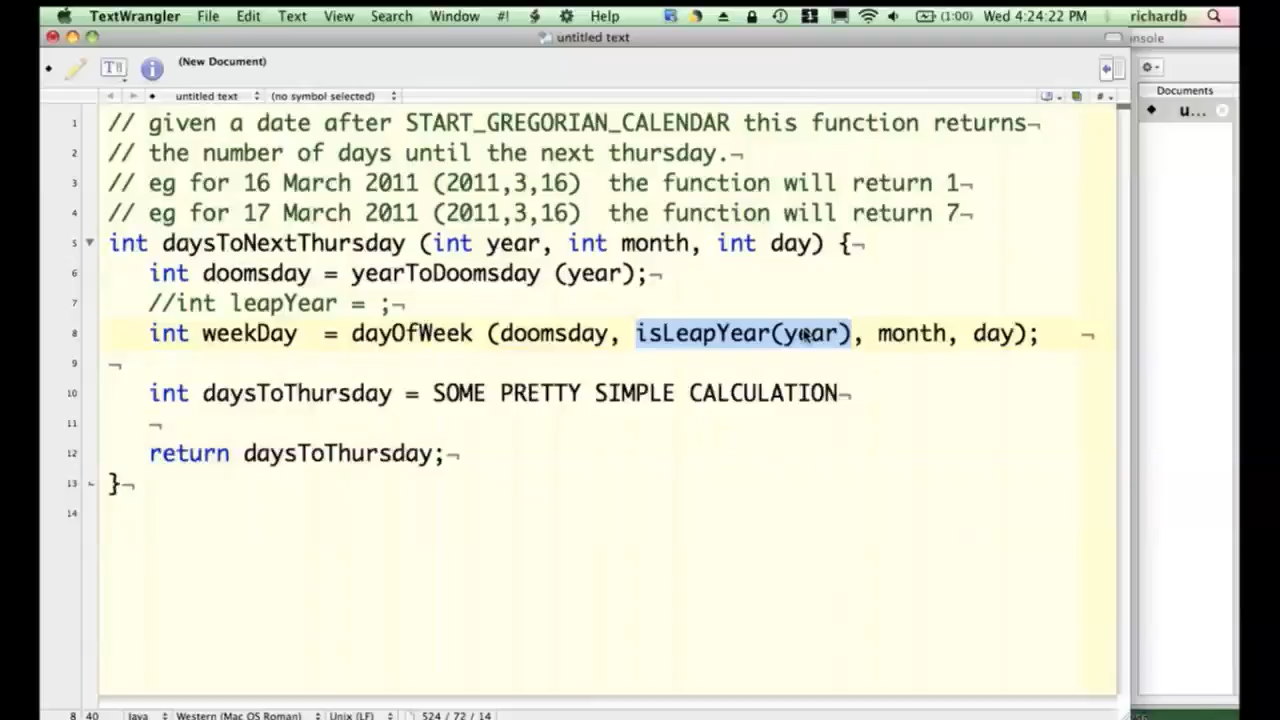 TextWrangler File Edit Text View Search Window #! Help (1:00) Wed 4:24:22 PM richardb
untitled text
nsole
(New Document)
untitled text (no symbol selected)
Documents
u...
1 // given a date after START_GREGORIAN_CALENDAR this function returns¬
2 // the number of days until the next thursday.¬
3 // eg for 16 March 2011 (2011,3,16)  the function will return 1¬
4 // eg for 17 March 2011 (2011,3,16)  the function will return 7¬
5 int daysToNextThursday (int year, int month, int day) {¬
6    int doomsday = yearToDoomsday (year);¬
7    //int leapYear = ;¬
8    int weekDay  = dayOfWeek (doomsday, isLeapYear(year), month, day);    ¬
9 ¬
10    int daysToThursday = SOME PRETTY SIMPLE CALCULATION¬
11    ¬
12    return daysToThursday;¬
13 }¬
14
8 40 Java Western (Mac OS Roman) Unix (LF) 524 / 72 / 14